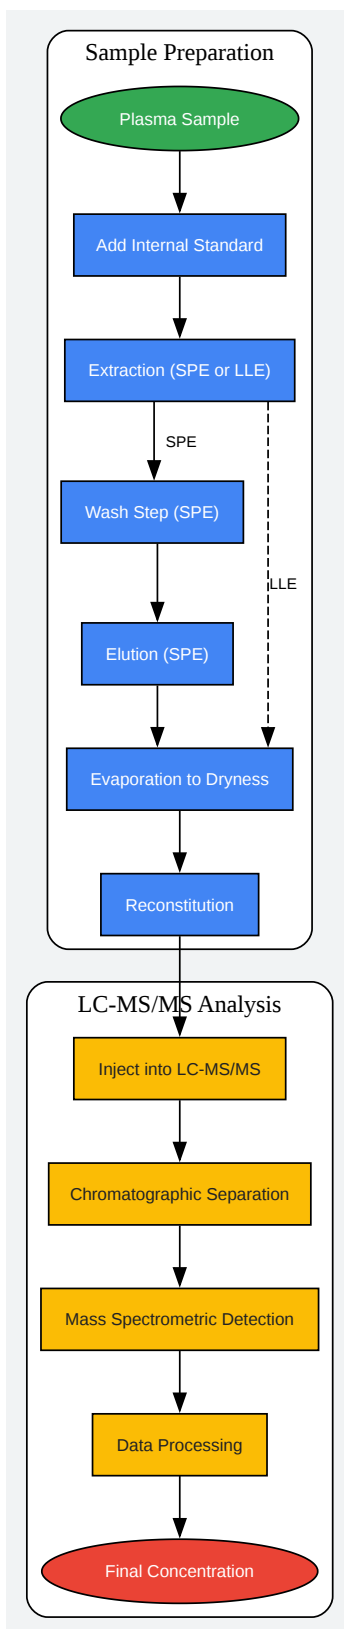 Sample Preparation
Plasma Sample
Add Internal Standard
Extraction (SPE or LLE)
SPE
Wash Step (SPE)
LLE
Elution (SPE)
Evaporation to Dryness
Reconstitution
LC-MS/MS Analysis
Inject into LC-MS/MS
Chromatographic Separation
Mass Spectrometric Detection
Data Processing
Final Concentration